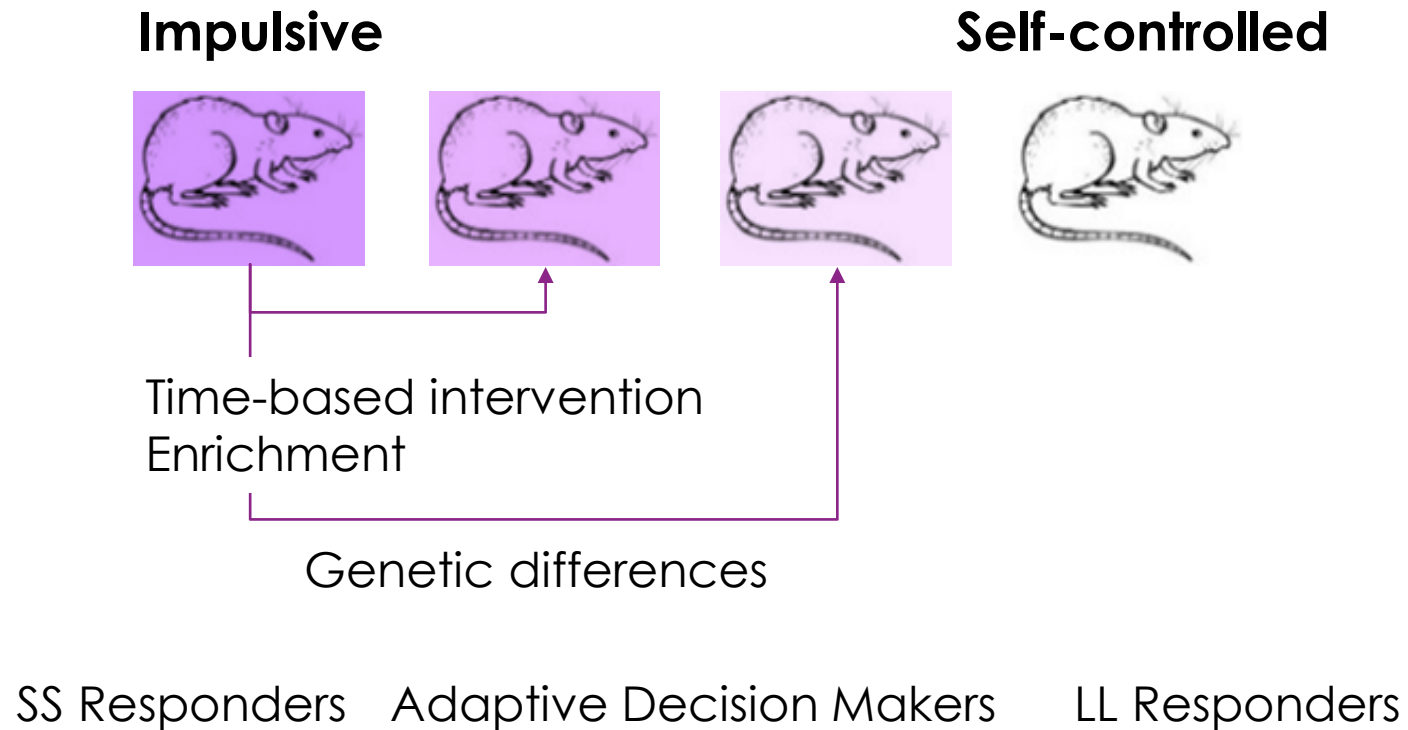 Impulsive
Self-controlled
Time-based intervention
Enrichment
Genetic differences
SS Responders
Adaptive Decision Makers
LL Responders